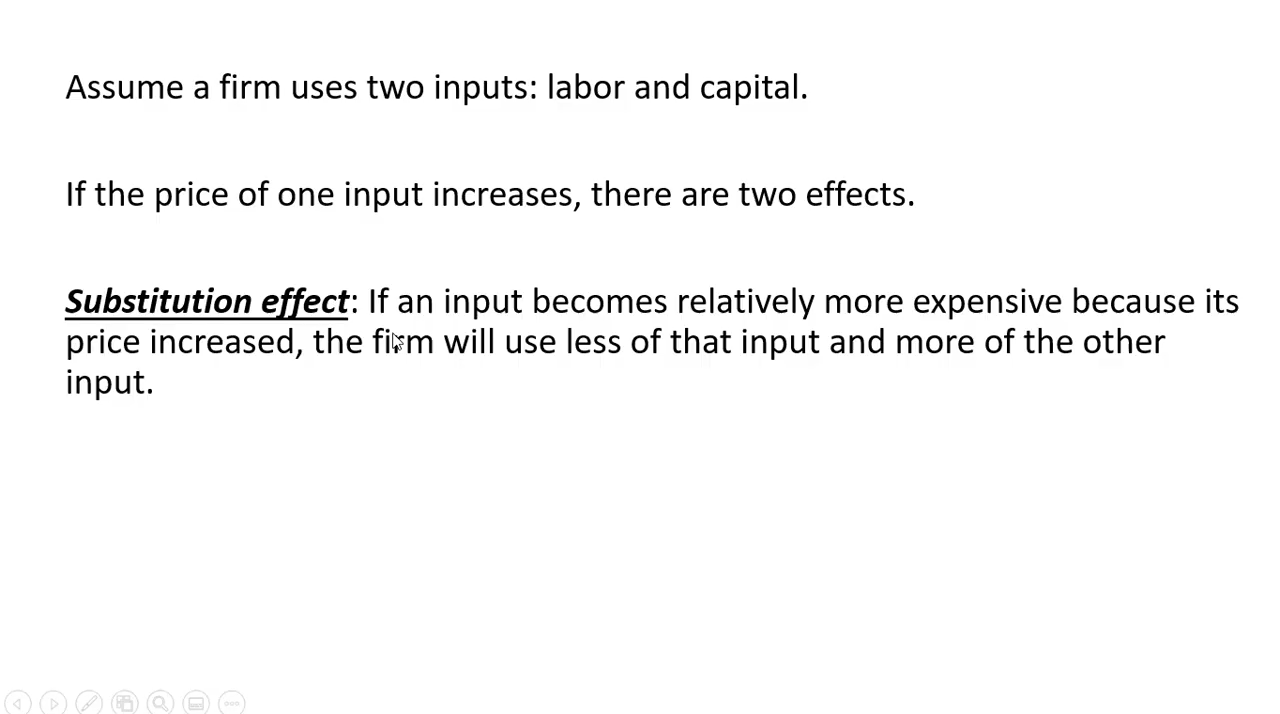 Assume a firm uses two inputs: labor and capital.
If the price of one input increases, there are two effects.
Substitution effect: If an input becomes relatively more expensive because its
price increased, the firm will use less of that input and more of the other
input.